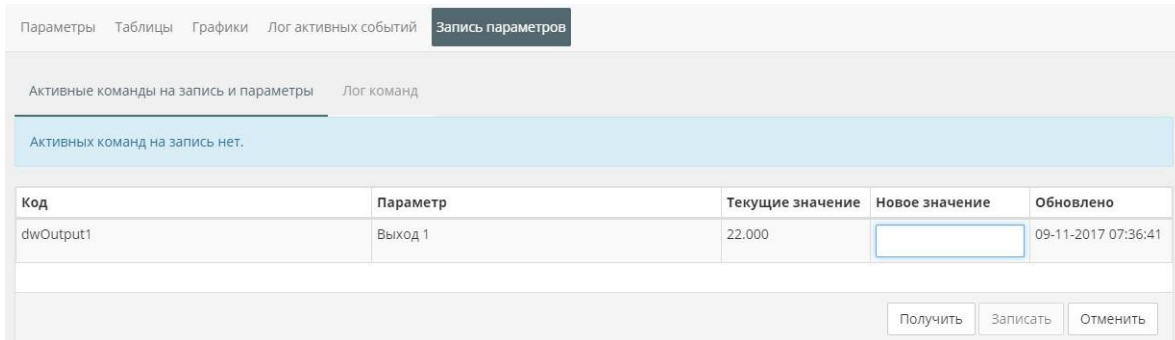 Параметры Таблицы Графики Лог активных событий Запись параметров
Активные команды на запись и параметры Лог команд
Активных команд на запись нет.
Код Параметр Текущие значение Новое значение Обновлено
dwOutput1 Выход 1 22.000 09-11-2017 07:36:41
Получить Записать Отменить